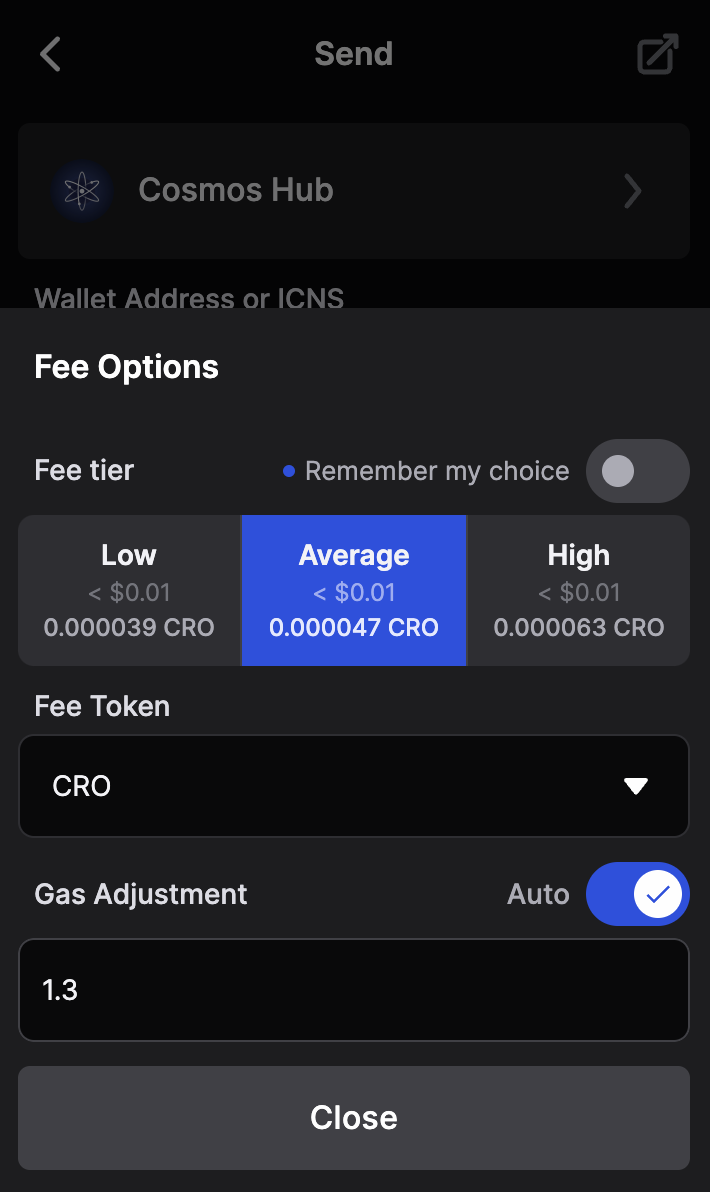 Send
Cosmos Hub
Wallet Address or ICNS
Fee Options
Fee tier
Remember my choice
Low
Average
High
< $0.01
< $0.01
< $0.01
0.000039 CRO
0.000047 CRO
0.000063 CRO
Fee Token
CRO
Gas Adjustment
Auto
1.3
Close